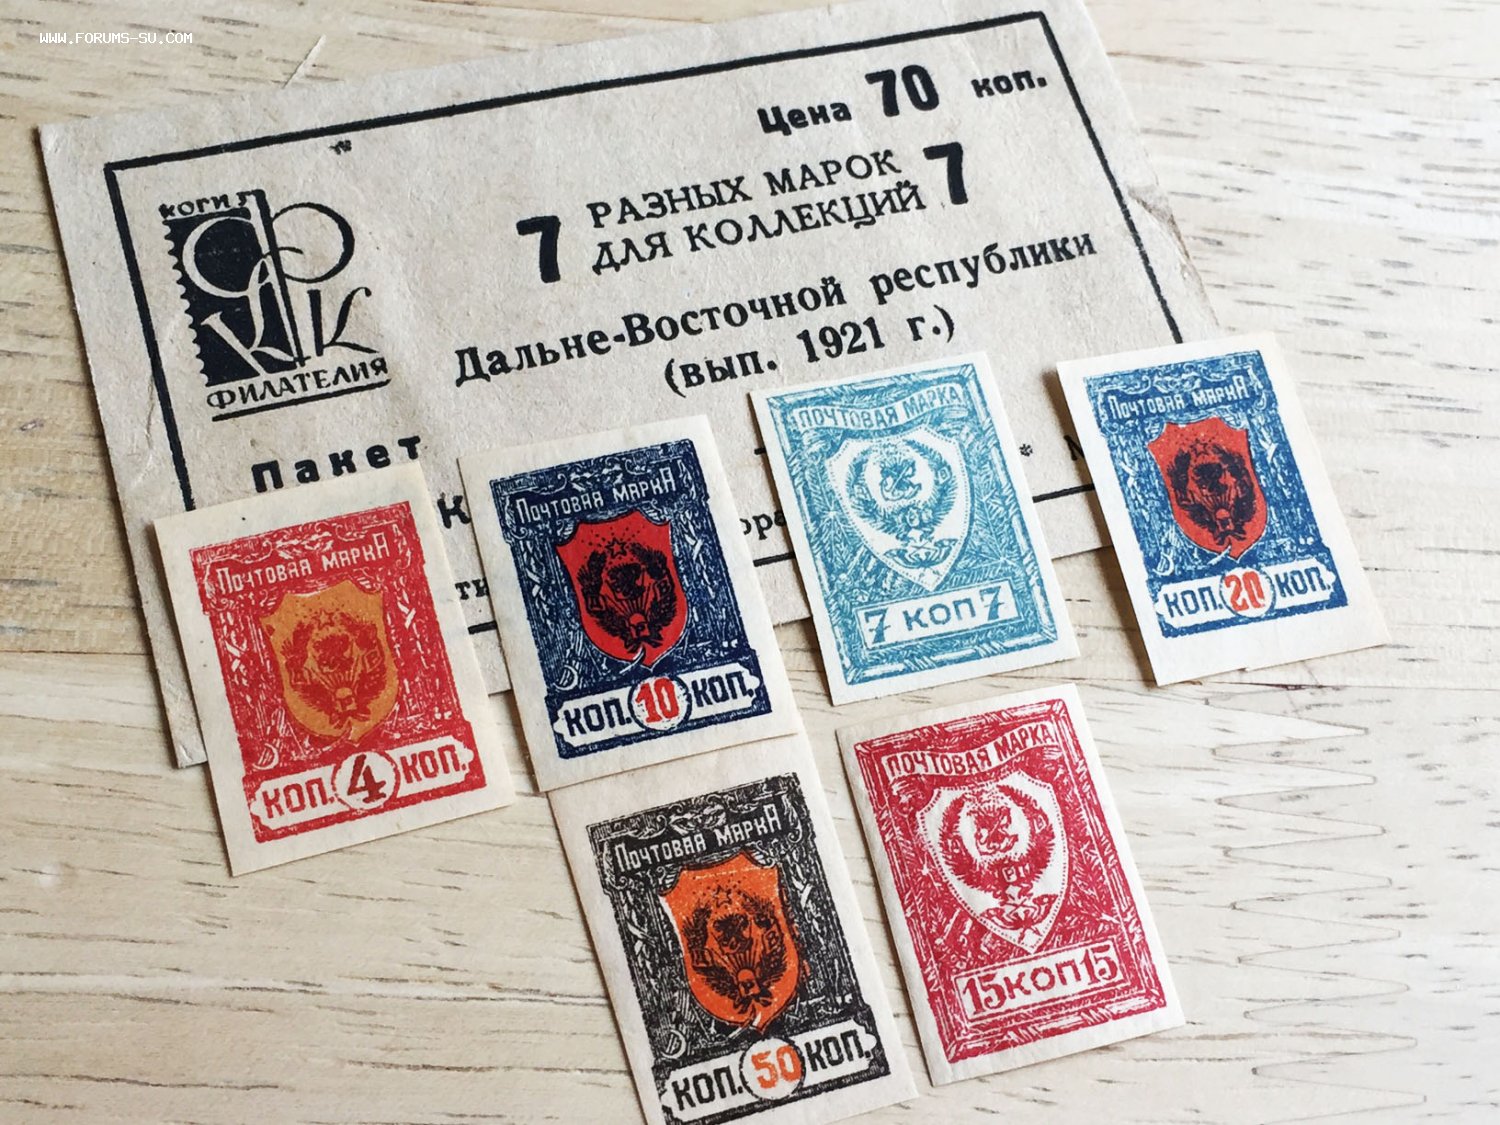 WWW.FORUMS-SU.COM
Цена 70 коп.
7 РАЗНЫХ МАРОК 7
ДЛЯ КОЛЛЕКЦИЙ
КОГИЗ
ФИЛАТЕЛИЯ
Дальне-Восточной республики
(вып. 1921 г.)
Пакет
ПОЧТОВАЯ МАРКА
7 КОП 7
ПОЧТОВАЯ МАРКА
КОП. 20 КОП.
ПОЧТОВАЯ МАРКА
КОП. 10 КОП.
ПОЧТОВАЯ МАРКА
КОП. 4 КОП.
ПОЧТОВАЯ МАРКА
15 КОП 15
ПОЧТОВАЯ МАРКА
КОП. 50 КОП.